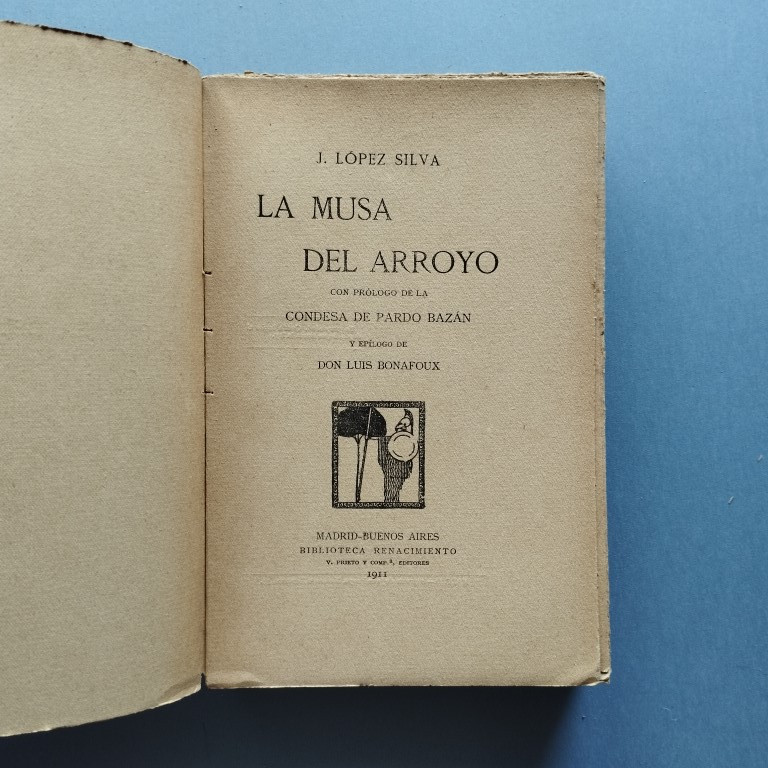 J. LÓPEZ SILVA
LA MUSA
DEL ARROYO
CON PRÓLOGO DE LA
CONDESA DE PARDO BAZÁN
Y EPÍLOGO DE
DON LUIS BONAFOUX
MADRID-BUENOS AIRES
BIBLIOTECA RENACIMIENTO
V. PRIETO Y COMP.ª, EDITORES
1911